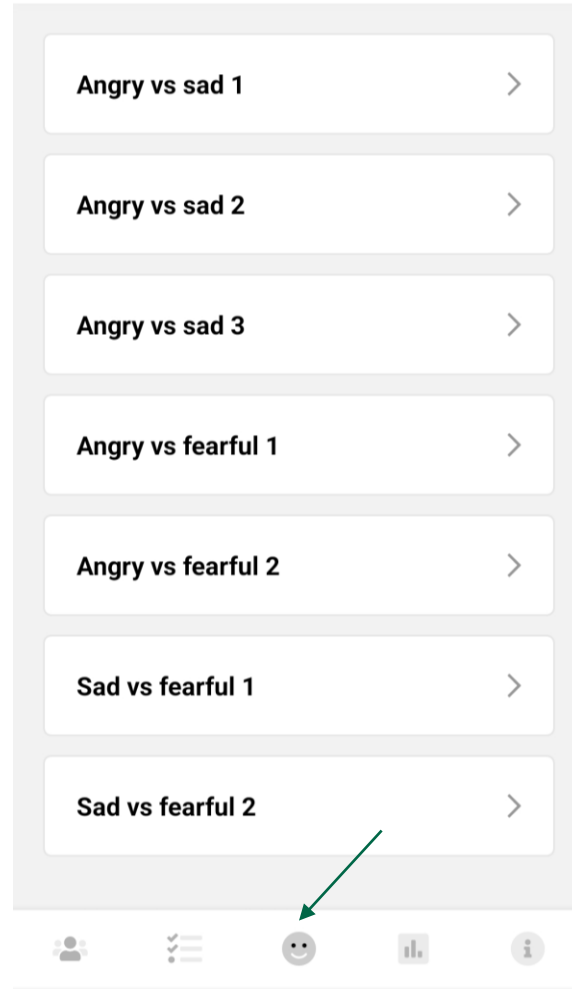 Angry vs sad 1
Angry vs sad 2
Angry vs sad 3
Angry vs fearful 1
Angry vs fearful 2
Sad vs fearful 1
Sad vs fearful 2